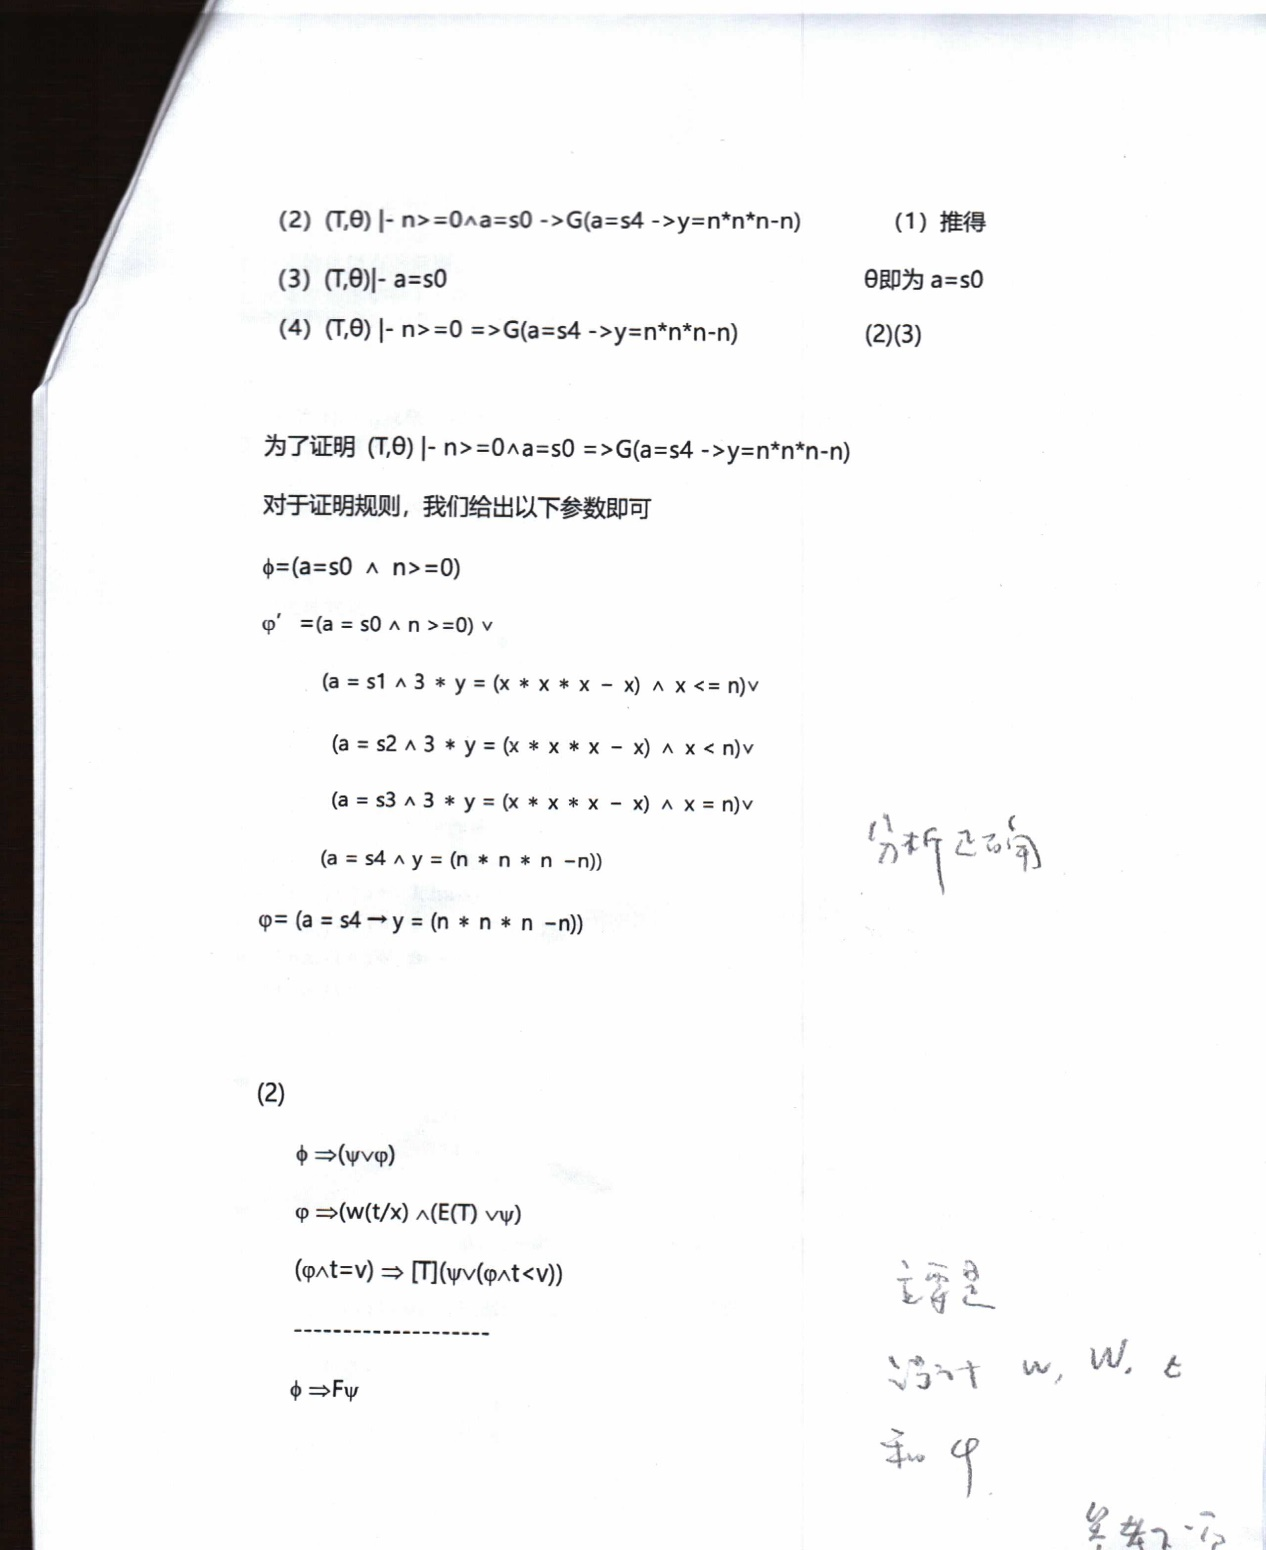 (2) (T,θ) |- n>=0∧a=s0 ->G(a=s4 ->y=n*n*n-n) (1) 推得
(3) (T,θ)|- a=s0 θ即为 a=s0
(4) (T,θ) |- n>=0 =>G(a=s4 ->y=n*n*n-n) (2)(3)
为了证明 (T,θ) |- n>=0∧a=s0 =>G(a=s4 ->y=n*n*n-n)
对于证明规则，我们给出以下参数即可
ϕ=(a=s0 ∧ n>=0)
φ′ =(a = s0 ∧ n >=0) ∨
(a = s1 ∧ 3 * y = (x * x * x − x) ∧ x <= n)∨
(a = s2 ∧ 3 * y = (x * x * x − x) ∧ x < n)∨
(a = s3 ∧ 3 * y = (x * x * x − x) ∧ x = n)∨
(a = s4 ∧ y = (n * n * n −n))
分析正确
φ= (a = s4 → y = (n * n * n −n))
(2)
ϕ ⇒(ψ∨φ)
φ ⇒(w(t/x) ∧(E(T) ∨ψ)
(φ∧t=v) ⇒ [T](ψ∨(φ∧t<v))
---------------------
ϕ ⇒Fψ
主要是
设计 w, W, t
和 φ